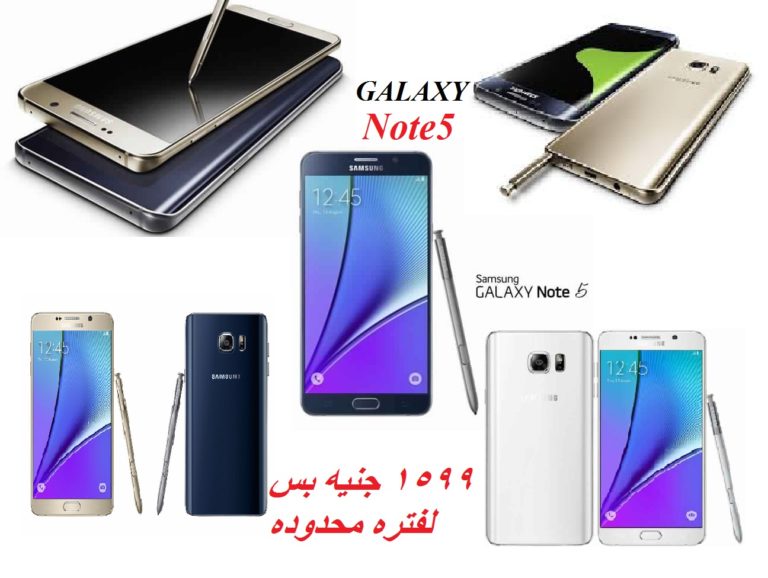 GALAXY
Note5
SAMSUNG
12:45
Samsung
GALAXY Note 5
12:45
SAMSUNG
12:45
١٥٩٩ جنيه بس
لفتره محدوده